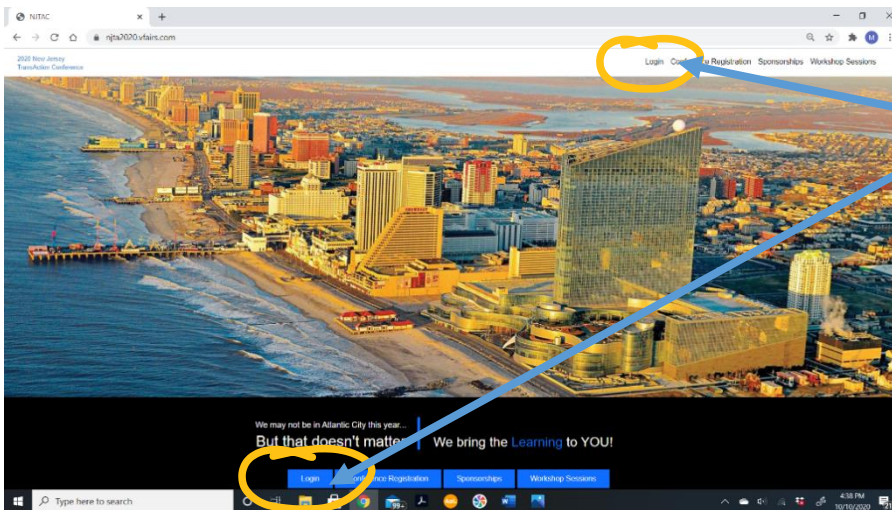 NJTAC
njta2020.vfairs.com
2020 New Jersey
TransAction Conference
Login Registration Sponsorships Workshop Sessions
We may not be in Atlantic City this year...
But that doesn't matter
We bring the Learning to YOU!
Login Registration Sponsorships Workshop Sessions
Type here to search
99+
4:38 PM
10/10/2020